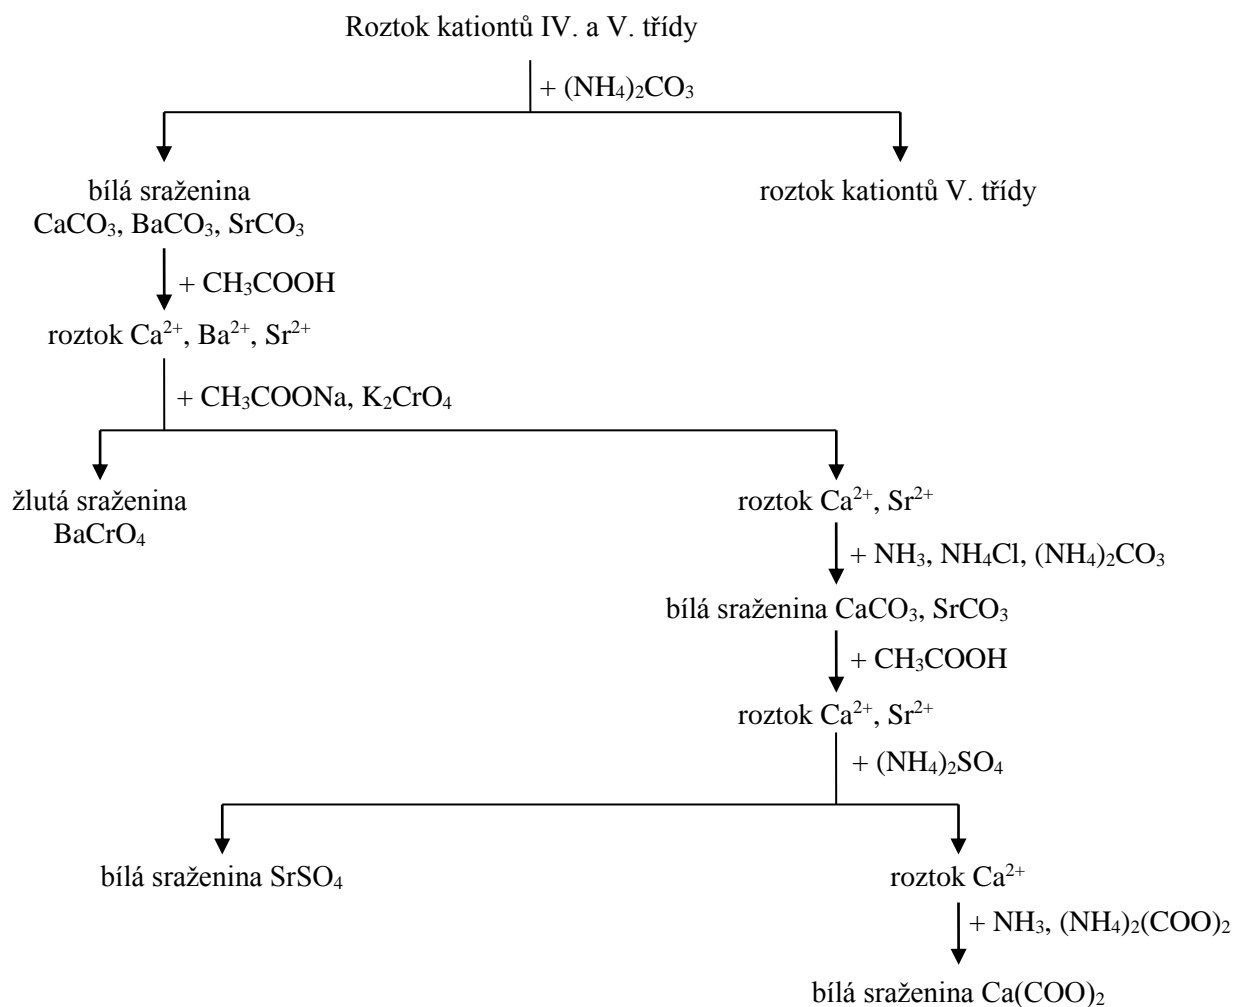 Roztok kationtů IV. a V. třídy
+ (NH₄)₂CO₃
bílá sraženina
CaCO₃, BaCO₃, SrCO₃
roztok kationtů V. třídy
+ CH₃COOH
roztok Ca²⁺, Ba²⁺, Sr²⁺
+ CH₃COONa, K₂CrO₄
žlutá sraženina
BaCrO₄
roztok Ca²⁺, Sr²⁺
+ NH₃, NH₄Cl, (NH₄)₂CO₃
bílá sraženina CaCO₃, SrCO₃
+ CH₃COOH
roztok Ca²⁺, Sr²⁺
+ (NH₄)₂SO₄
bílá sraženina SrSO₄
roztok Ca²⁺
+ NH₃, (NH₄)₂(COO)₂
bílá sraženina Ca(COO)₂